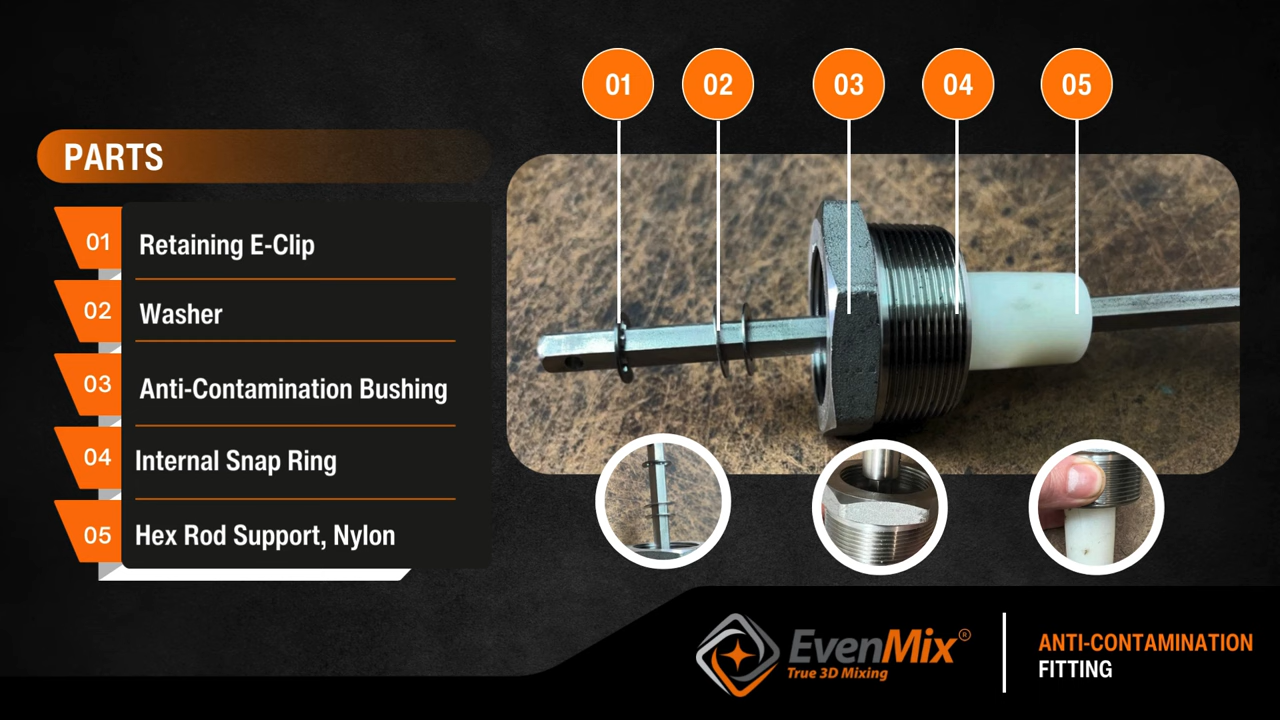 01
02
03
04
05
PARTS
01
Retaining E-Clip
02
Washer
03
Anti-Contamination Bushing
04
Internal Snap Ring
05
Hex Rod Support, Nylon
EvenMix®
True 3D Mixing
ANTI-CONTAMINATION
FITTING